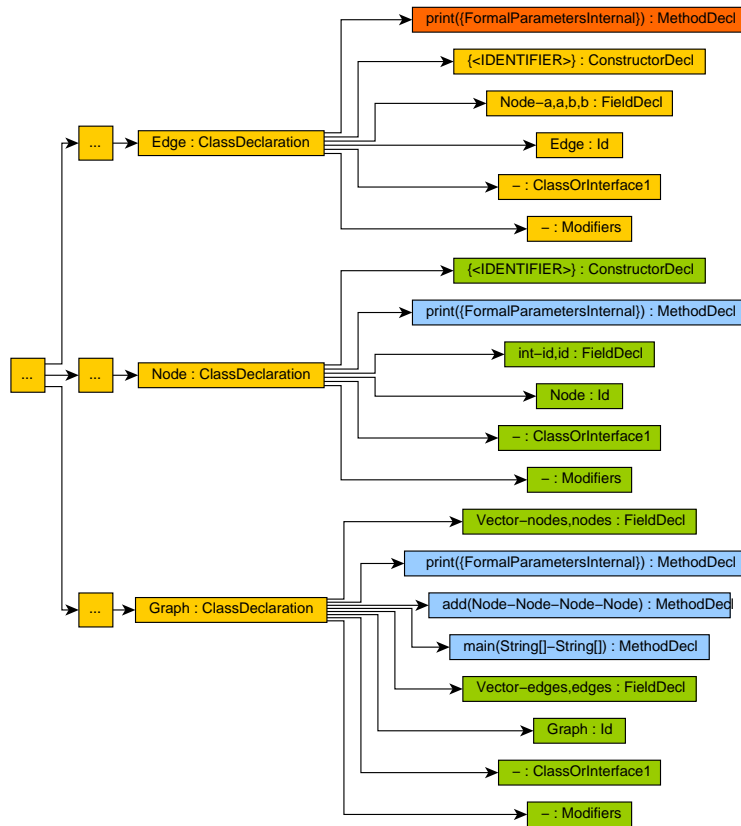 print({FormalParametersInternal}) : MethodDecl
{<IDENTIFIER>} : ConstructorDecl
Node−a,a,b,b : FieldDecl
... Edge : ClassDeclaration Edge : Id
− : ClassOrInterface1
− : Modifiers
{<IDENTIFIER>} : ConstructorDecl
print({FormalParametersInternal}) : MethodDecl
int−id,id : FieldDecl
... ... Node : ClassDeclaration
Node : Id
− : ClassOrInterface1
− : Modifiers
Vector−nodes,nodes : FieldDecl
print({FormalParametersInternal}) : MethodDecl
... Graph : ClassDeclaration add(Node−Node−Node−Node) : MethodDecl
main(String[]−String[]) : MethodDecl
Vector−edges,edges : FieldDecl
Graph : Id
− : ClassOrInterface1
− : Modifiers